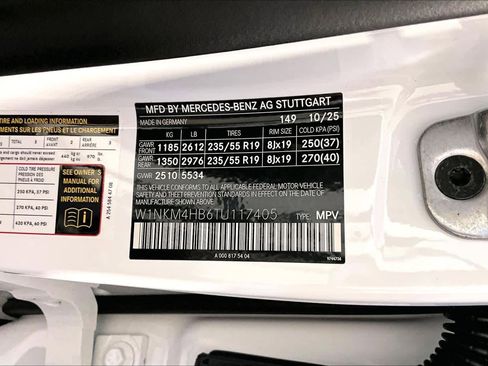 TIRE AND LOADING INFORMATION
SEE OWNER'S
MANUAL FOR
ADDITIONAL
INFORMATION
A 254 584 47 08
250 KPA, 37 PSI
270 KPA, 40 PSI
420 KPA, 60 PSI
MFD BY MERCEDES-BENZ AG STUTTGART
MADE IN GERMANY 149 10/25
KG LB TIRES RIM SIZE COLD KPA (PSI)
GAWR FRONT 1185 2612 235/55 R19 8Jx19 250(37)
GAWR REAR 1350 2976 235/55 R19 8Jx19 270(40)
GVWR 2510 5534
THIS VEHICLE CONFORMS TO ALL APPLICABLE FEDERAL MOTOR VEHICLE
SAFETY AND THEFT PREVENTION STANDARDS IN EFFECT
ON THE DATE OF MANUFACTURE SHOWN ABOVE.
W1NKM4HB6TU117405 TYPE: MPV
A 000 817 54 04